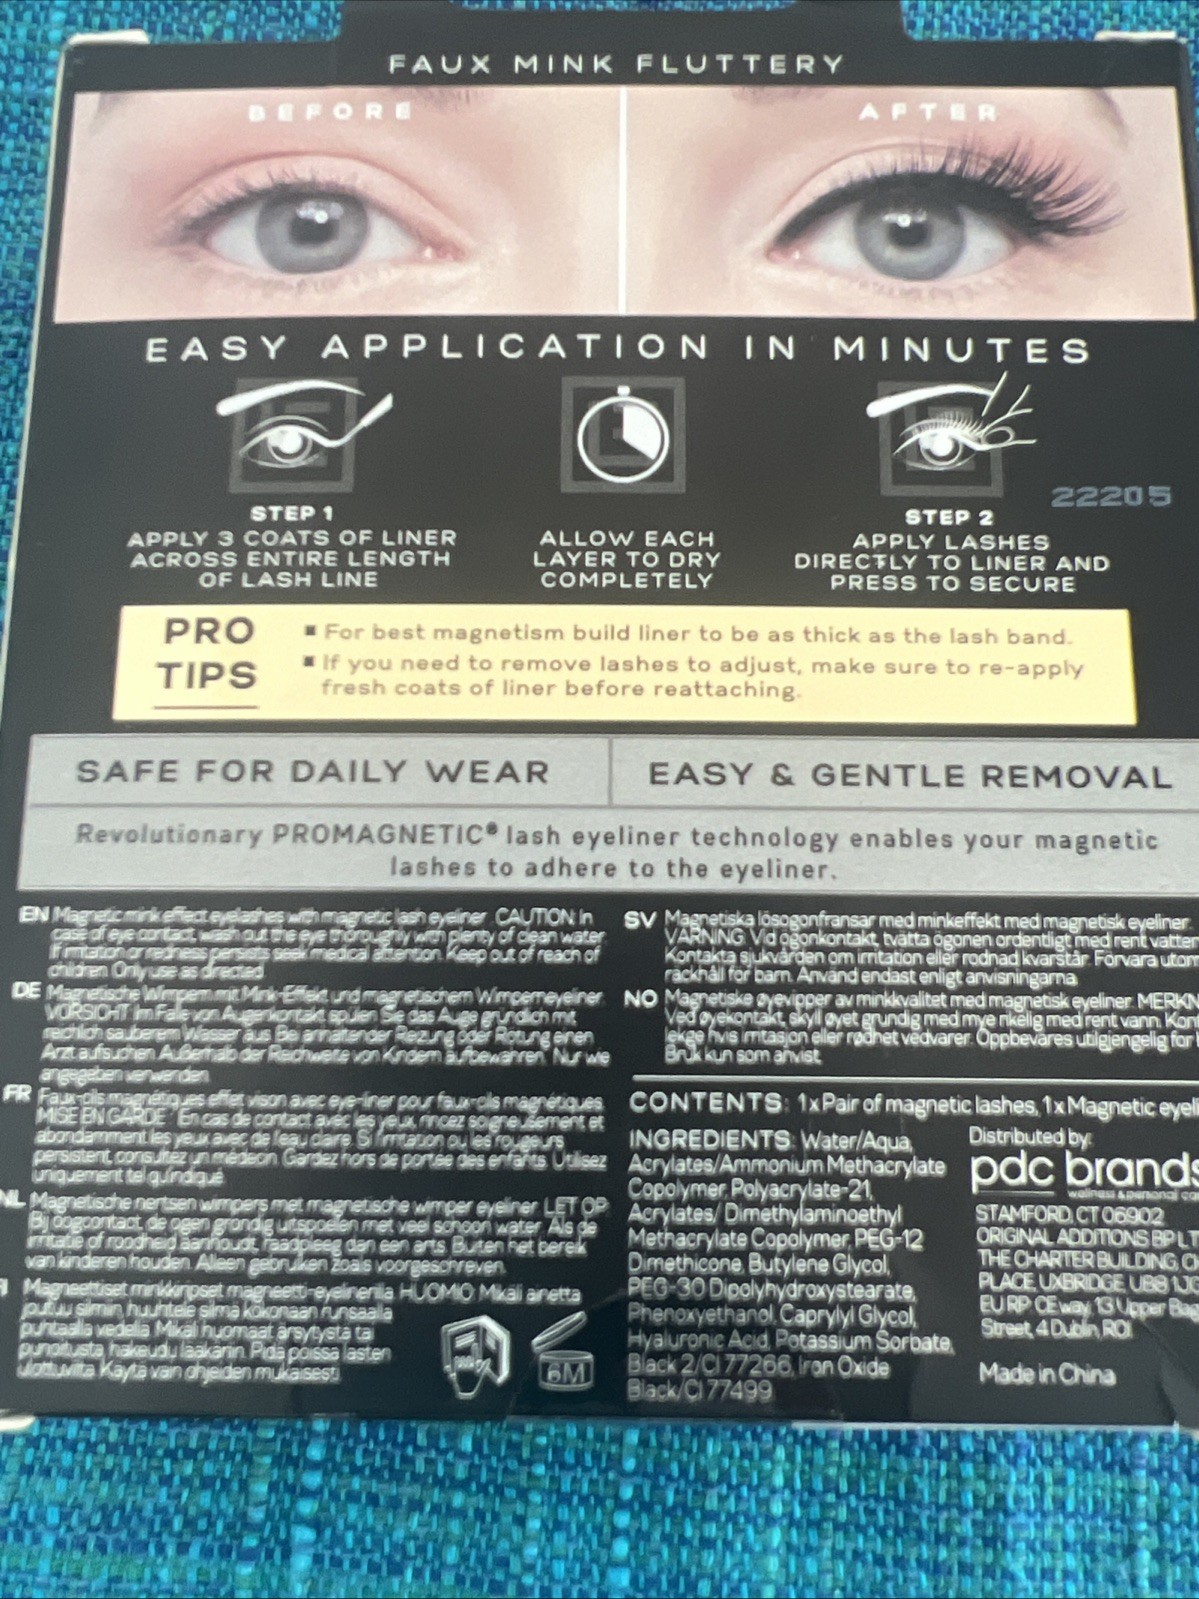 FAUX MINK FLUTTERY
BEFORE
AFTER
EASY APPLICATION IN MINUTES
STEP 1
APPLY 3 COATS OF LINER
ACROSS ENTIRE LENGTH
OF LASH LINE
ALLOW EACH
LAYER TO DRY
COMPLETELY
22205
STEP 2
APPLY LASHES
DIRECTLY TO LINER AND
PRESS TO SECURE
PRO
TIPS
▪ For best magnetism build liner to be as thick as the lash band.
▪ If you need to remove lashes to adjust, make sure to re-apply
fresh coats of liner before reattaching.
SAFE FOR DAILY WEAR
EASY & GENTLE REMOVAL
Revolutionary PROMAGNETIC® lash eyeliner technology enables your magnetic
lashes to adhere to the eyeliner.
EN Magnetic mink effect eyelashes with magnetic lash eyeliner. CAUTION: In
case of eye contact, wash out the eye thoroughly with plenty of clean water.
If irritation or redness persists seek medical attention. Keep out of reach of
children. Only use as directed.
DE Magnetische Wimpern mit Mink-Effekt und magnetischem Wimperneyeliner.
VORSICHT: Im Falle von Augenkontakt spülen Sie das Auge gründlich mit
reichlich sauberem Wasser aus. Bei anhaltender Reizung oder Rötung einen
Arzt aufsuchen. Außerhalb der Reichweite von Kindern aufbewahren. Nur wie
angegeben verwenden.
FR Faux-cils magnétiques effet vison avec eye-liner pour faux-cils magnétiques.
MISE EN GARDE : En cas de contact avec les yeux, rincez soigneusement et
abondamment les yeux avec de l'eau claire. Si l'irritation ou les rougeurs
persistent, consultez un médecin. Gardez hors de portée des enfants. Utilisez
uniquement tel qu'indiqué.
NL Magnetische nertsen wimpers met magnetische wimper eyeliner. LET OP:
Bij oogcontact, de ogen grondig uitspoelen met veel schoon water. Als de
irritatie of roodheid aanhoudt, raadpleeg dan een arts. Buiten het bereik
van kinderen houden. Alleen gebruiken zoals voorgeschreven.
Magneettiset minkkiripset magneetti-eyelinerilla. HUOMIO: Mikäli ainetta
joutuu silmiin, huuhtele silmä kokonaan runsaalla
puhtaalla vedellä. Mikäli huomaat ärsytystä tai
punoitusta, hakeudu lääkäriin. Pidä poissa lasten
ulottuvilta. Käytä vain ohjeiden mukaisesti.
6M
SV Magnetiska lösögonfransar med minkeffekt med magnetisk eyeliner.
VARNING: Vid ögonkontakt, tvätta ögonen ordentligt med rent vatten.
Kontakta sjukvården om irritation eller rodnad kvarstår. Förvara utom
räckhåll för barn. Använd endast enligt anvisningarna.
NO Magnetiske øyevipper av minkkvalitet med magnetisk eyeliner. MERKN
Ved øyekontakt, skyll øyet grundig med mye rikelig med rent vann. Kon
lekge hvis irritasjon eller rødhet vedvarer. Oppbevares utilgjengelig for
Bruk kun som anvist.
CONTENTS: 1x Pair of magnetic lashes, 1x Magnetic eyeli
INGREDIENTS: Water/Aqua,
Acrylates/Ammonium Methacrylate
Copolymer, Polyacrylate-21,
Acrylates/ Dimethylaminoethyl
Methacrylate Copolymer, PEG-12
Dimethicone, Butylene Glycol,
PEG-30 Dipolyhydroxystearate,
Phenoxyethanol, Caprylyl Glycol,
Hyaluronic Acid, Potassium Sorbate,
Black 2/CI 77266, Iron Oxide
Black/CI 77499
Distributed by:
pdc brands
wellness & personal ca
STAMFORD, CT 06902
ORIGINAL ADDITIONS BP LT
THE CHARTER BUILDING, C
PLACE UXBRIDGE UB8 1J
EU RP: CEway, 13 Upper Bag
Street, 4 Dublin, ROI
Made in China